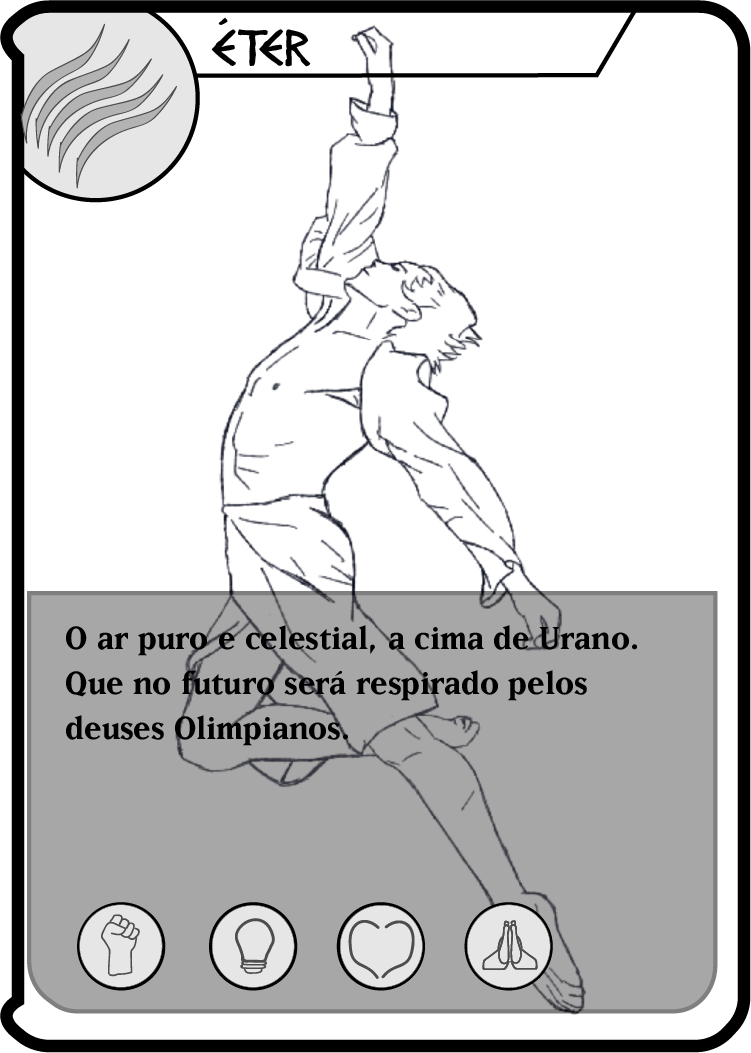 ÉTER
O ar puro e celestial, a cima de Urano.
Que no futuro será respirado pelos
deuses Olimpianos.